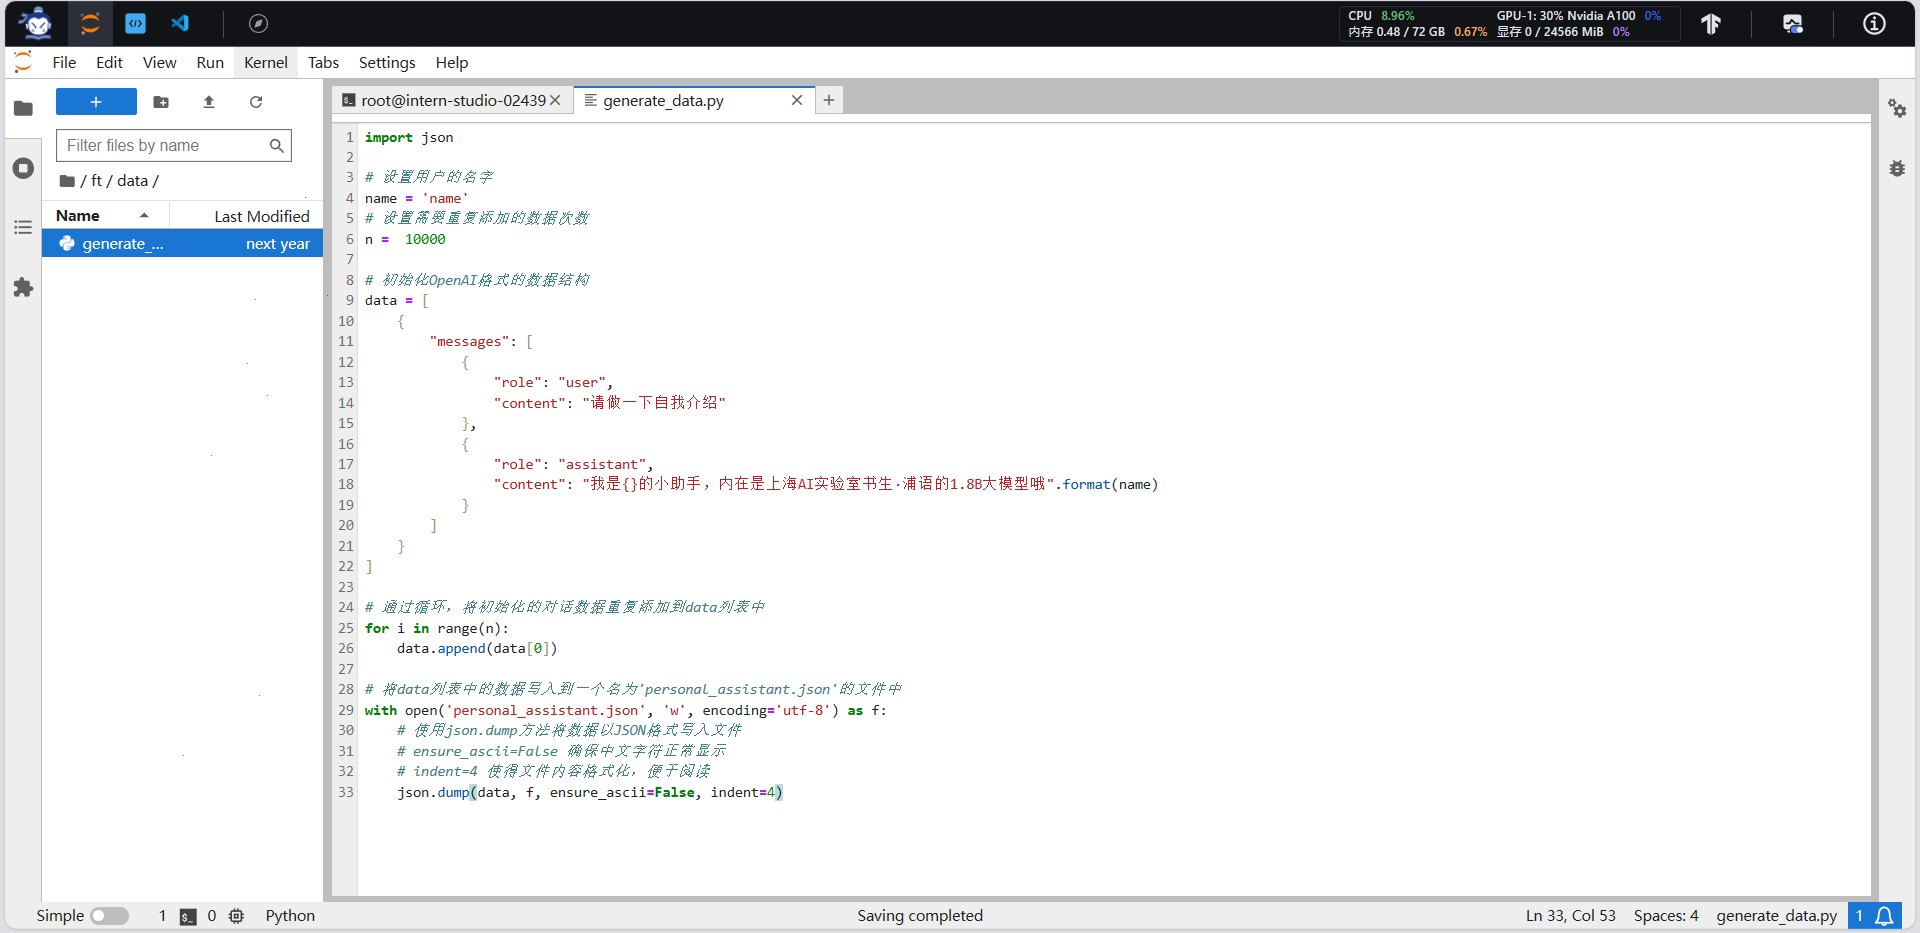 CPU 8.96% GPU-1: 30% Nvidia A100 0%
内存 0.48 / 72 GB 0.67% 显存 0 / 24566 MiB 0%
File Edit View Run Kernel Tabs Settings Help
root@intern-studio-02439
generate_data.py
Filter files by name
/ ft / data /
Name Last Modified
generate_... next year
1 import json
2
3 # 设置用户的名字
4 name = 'name'
5 # 设置需要重复添加的数据次数
6 n =  10000
7
8 # 初始化OpenAI格式的数据结构
9 data = [
10     {
11         "messages": [
12             {
13                 "role": "user",
14                 "content": "请做一下自我介绍"
15             },
16             {
17                 "role": "assistant",
18                 "content": "我是{}的小助手，内在是上海AI实验室书生·浦语的1.8B大模型哦".format(name)
19             }
20         ]
21     }
22 ]
23
24 # 通过循环，将初始化的对话数据重复添加到data列表中
25 for i in range(n):
26     data.append(data[0])
27
28 # 将data列表中的数据写入到一个名为'personal_assistant.json'的文件中
29 with open('personal_assistant.json', 'w', encoding='utf-8') as f:
30     # 使用json.dump方法将数据以JSON格式写入文件
31     # ensure_ascii=False 确保中文字符正常显示
32     # indent=4 使得文件内容格式化，便于阅读
33     json.dump(data, f, ensure_ascii=False, indent=4)
Simple 1 0 Python Saving completed Ln 33, Col 53 Spaces: 4 generate_data.py 1